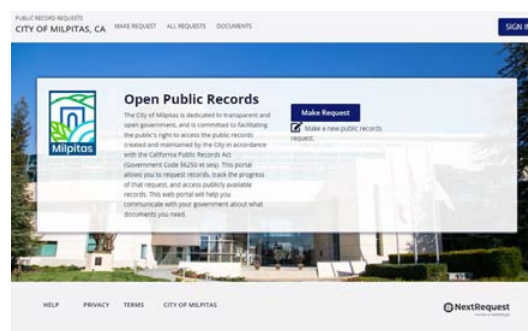 PUBLIC RECORD REQUESTS
CITY OF MILPITAS, CA
MAKE REQUEST ALL REQUESTS DOCUMENTS
SIGN IN
Milpitas
Open Public Records
The City of Milpitas is dedicated to transparent and
open government, and is committed to facilitating
the public's right to access the public records
created and maintained by the City in accordance
with the California Public Records Act
(Government Code §6250 et seq). This portal
allows you to request records, track the progress
of that request, and access publicly available
records. This web portal will help you
communicate with your government about what
documents you need.
Make Request
Make a new public records
request.
HELP PRIVACY TERMS CITY OF MILPITAS
NextRequest